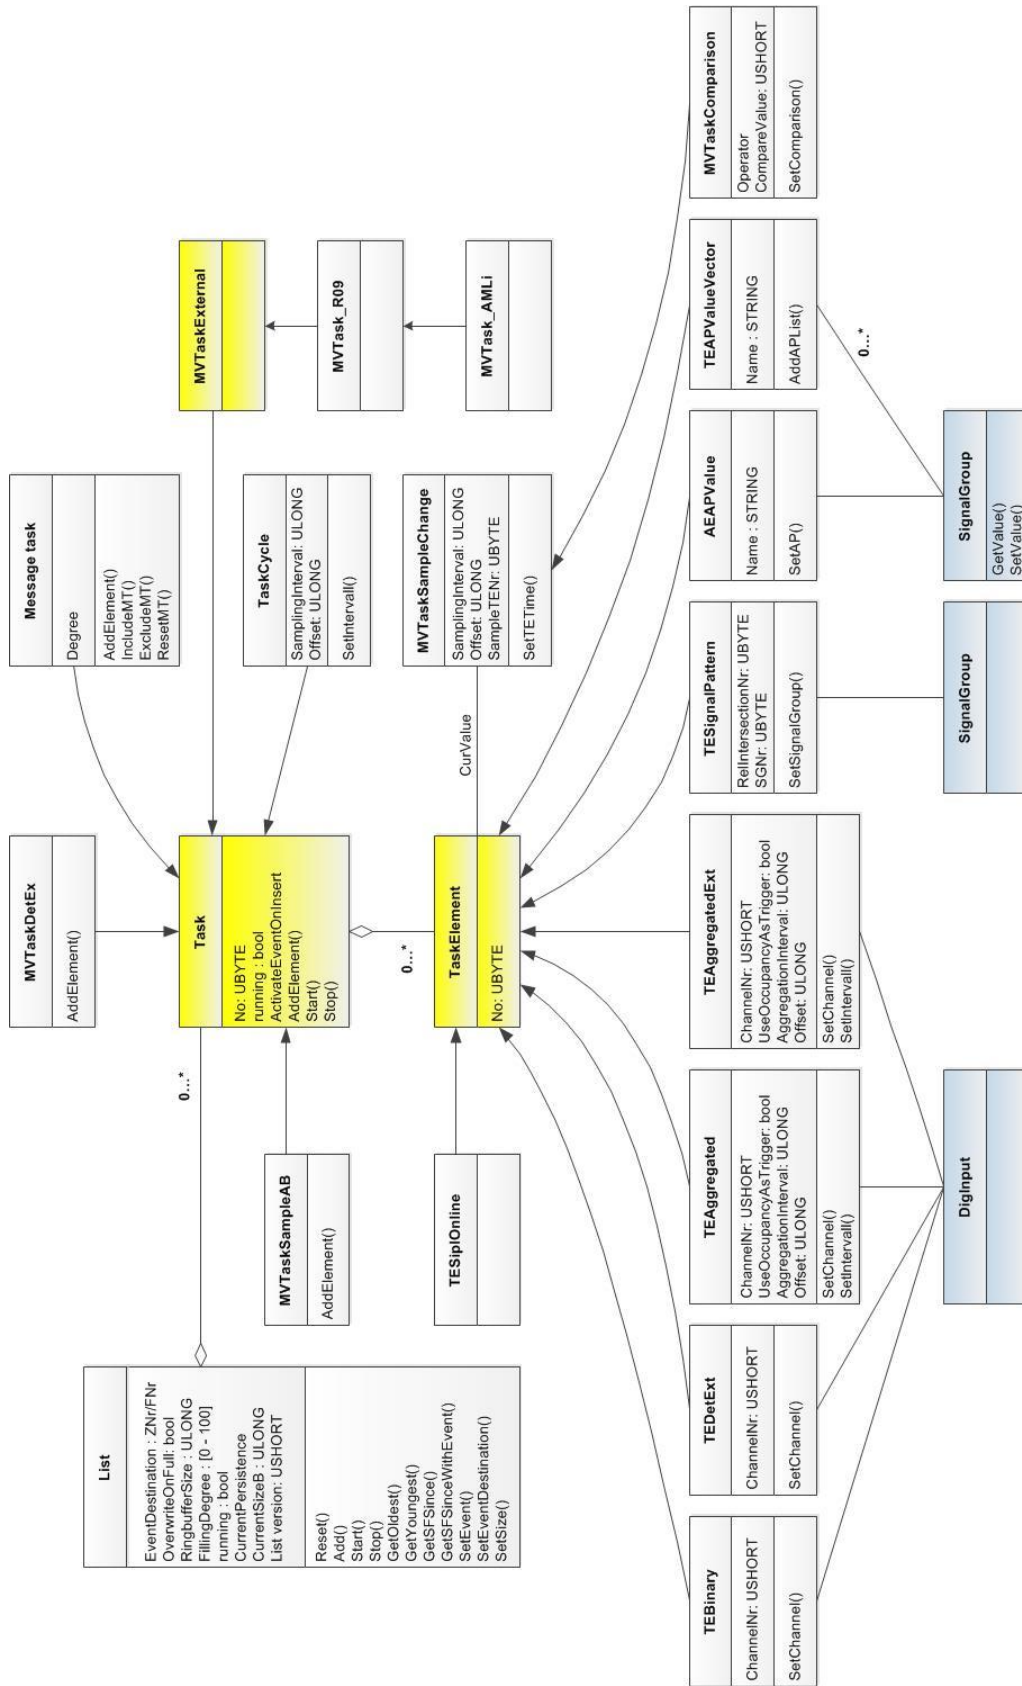 List
EventDestination : ZNr/FNr
OverwriteOnFull: bool
RingbufferSize : ULONG
FillingDegree : [0 - 100]
running : bool
CurrentPersistence
CurrentSizeB : ULONG
List version: USHORT
Reset()
Add()
Start()
Stop()
GetOldest()
GetYoungest()
GetSFSince()
GetSFSinceWithEvent()
SetEvent()
SetEventDestination()
SetSize()
0...*
MVTaskDetEx
AddElement()
Message task
Degree
AddElement()
IncludeMT()
ExcludeMT()
ResetMT()
Task
No: UBYTE
running : bool
ActivateEventOnInsert
AddElement()
Start()
Stop()
MVTaskExternal
MVTaskSampleAB
AddElement()
TaskCycle
SamplingInterval: ULONG
Offset: ULONG
SetIntervall()
MVTask_R09
0...*
TESiplOnline
TaskElement
No: UBYTE
CurValue
MVTaskSampleChange
SamplingInterval: ULONG
Offset: ULONG
SampleTENr: UBYTE
SetTETime()
MVTask_AMLi
TEBinary
ChannelNr: USHORT
SetChannel()
TEDetExt
ChannelNr: USHORT
SetChannel()
TEAggregated
ChannelNr: USHORT
UseOccupancyAsTrigger: bool
AggregationInterval: ULONG
Offset: ULONG
SetChannel()
SetIntervall()
TEAggregatedExt
ChannelNr: USHORT
UseOccupancyAsTrigger: bool
AggregationInterval: ULONG
Offset: ULONG
SetChannel()
SetIntervall()
TESignalPattern
RelIntersectionNr: UBYTE
SGNr: UBYTE
SetSignalGroup()
AEAPValue
Name : STRING
SetAP()
TEAPValueVector
Name : STRING
AddAPList()
MVTaskComparison
Operator
CompareValue: USHORT
SetComparison()
0...*
DigInput
SignalGroup
SignalGroup
GetValue()
SetValue()